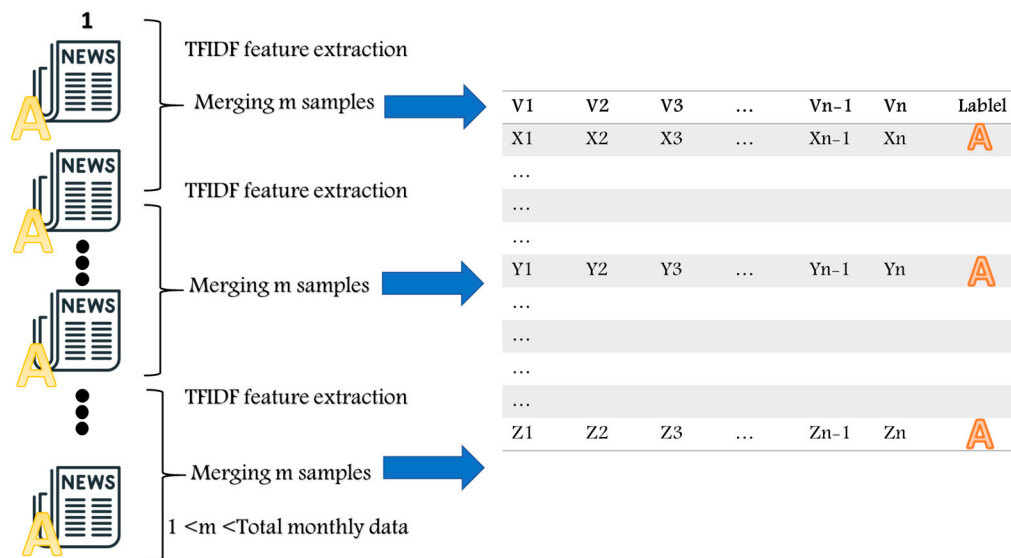 1
NEWS
A
TFIDF feature extraction
Merging m samples
NEWS
A
TFIDF feature extraction
Merging m samples
NEWS
A
TFIDF feature extraction
Merging m samples
NEWS
A
1 <m <Total monthly data
V1 V2 V3 ... Vn-1 Vn Lablel
X1 X2 X3 ... Xn-1 Xn A
...
...
...
Y1 Y2 Y3 ... Yn-1 Yn A
...
...
...
...
Z1 Z2 Z3 ... Zn-1 Zn A